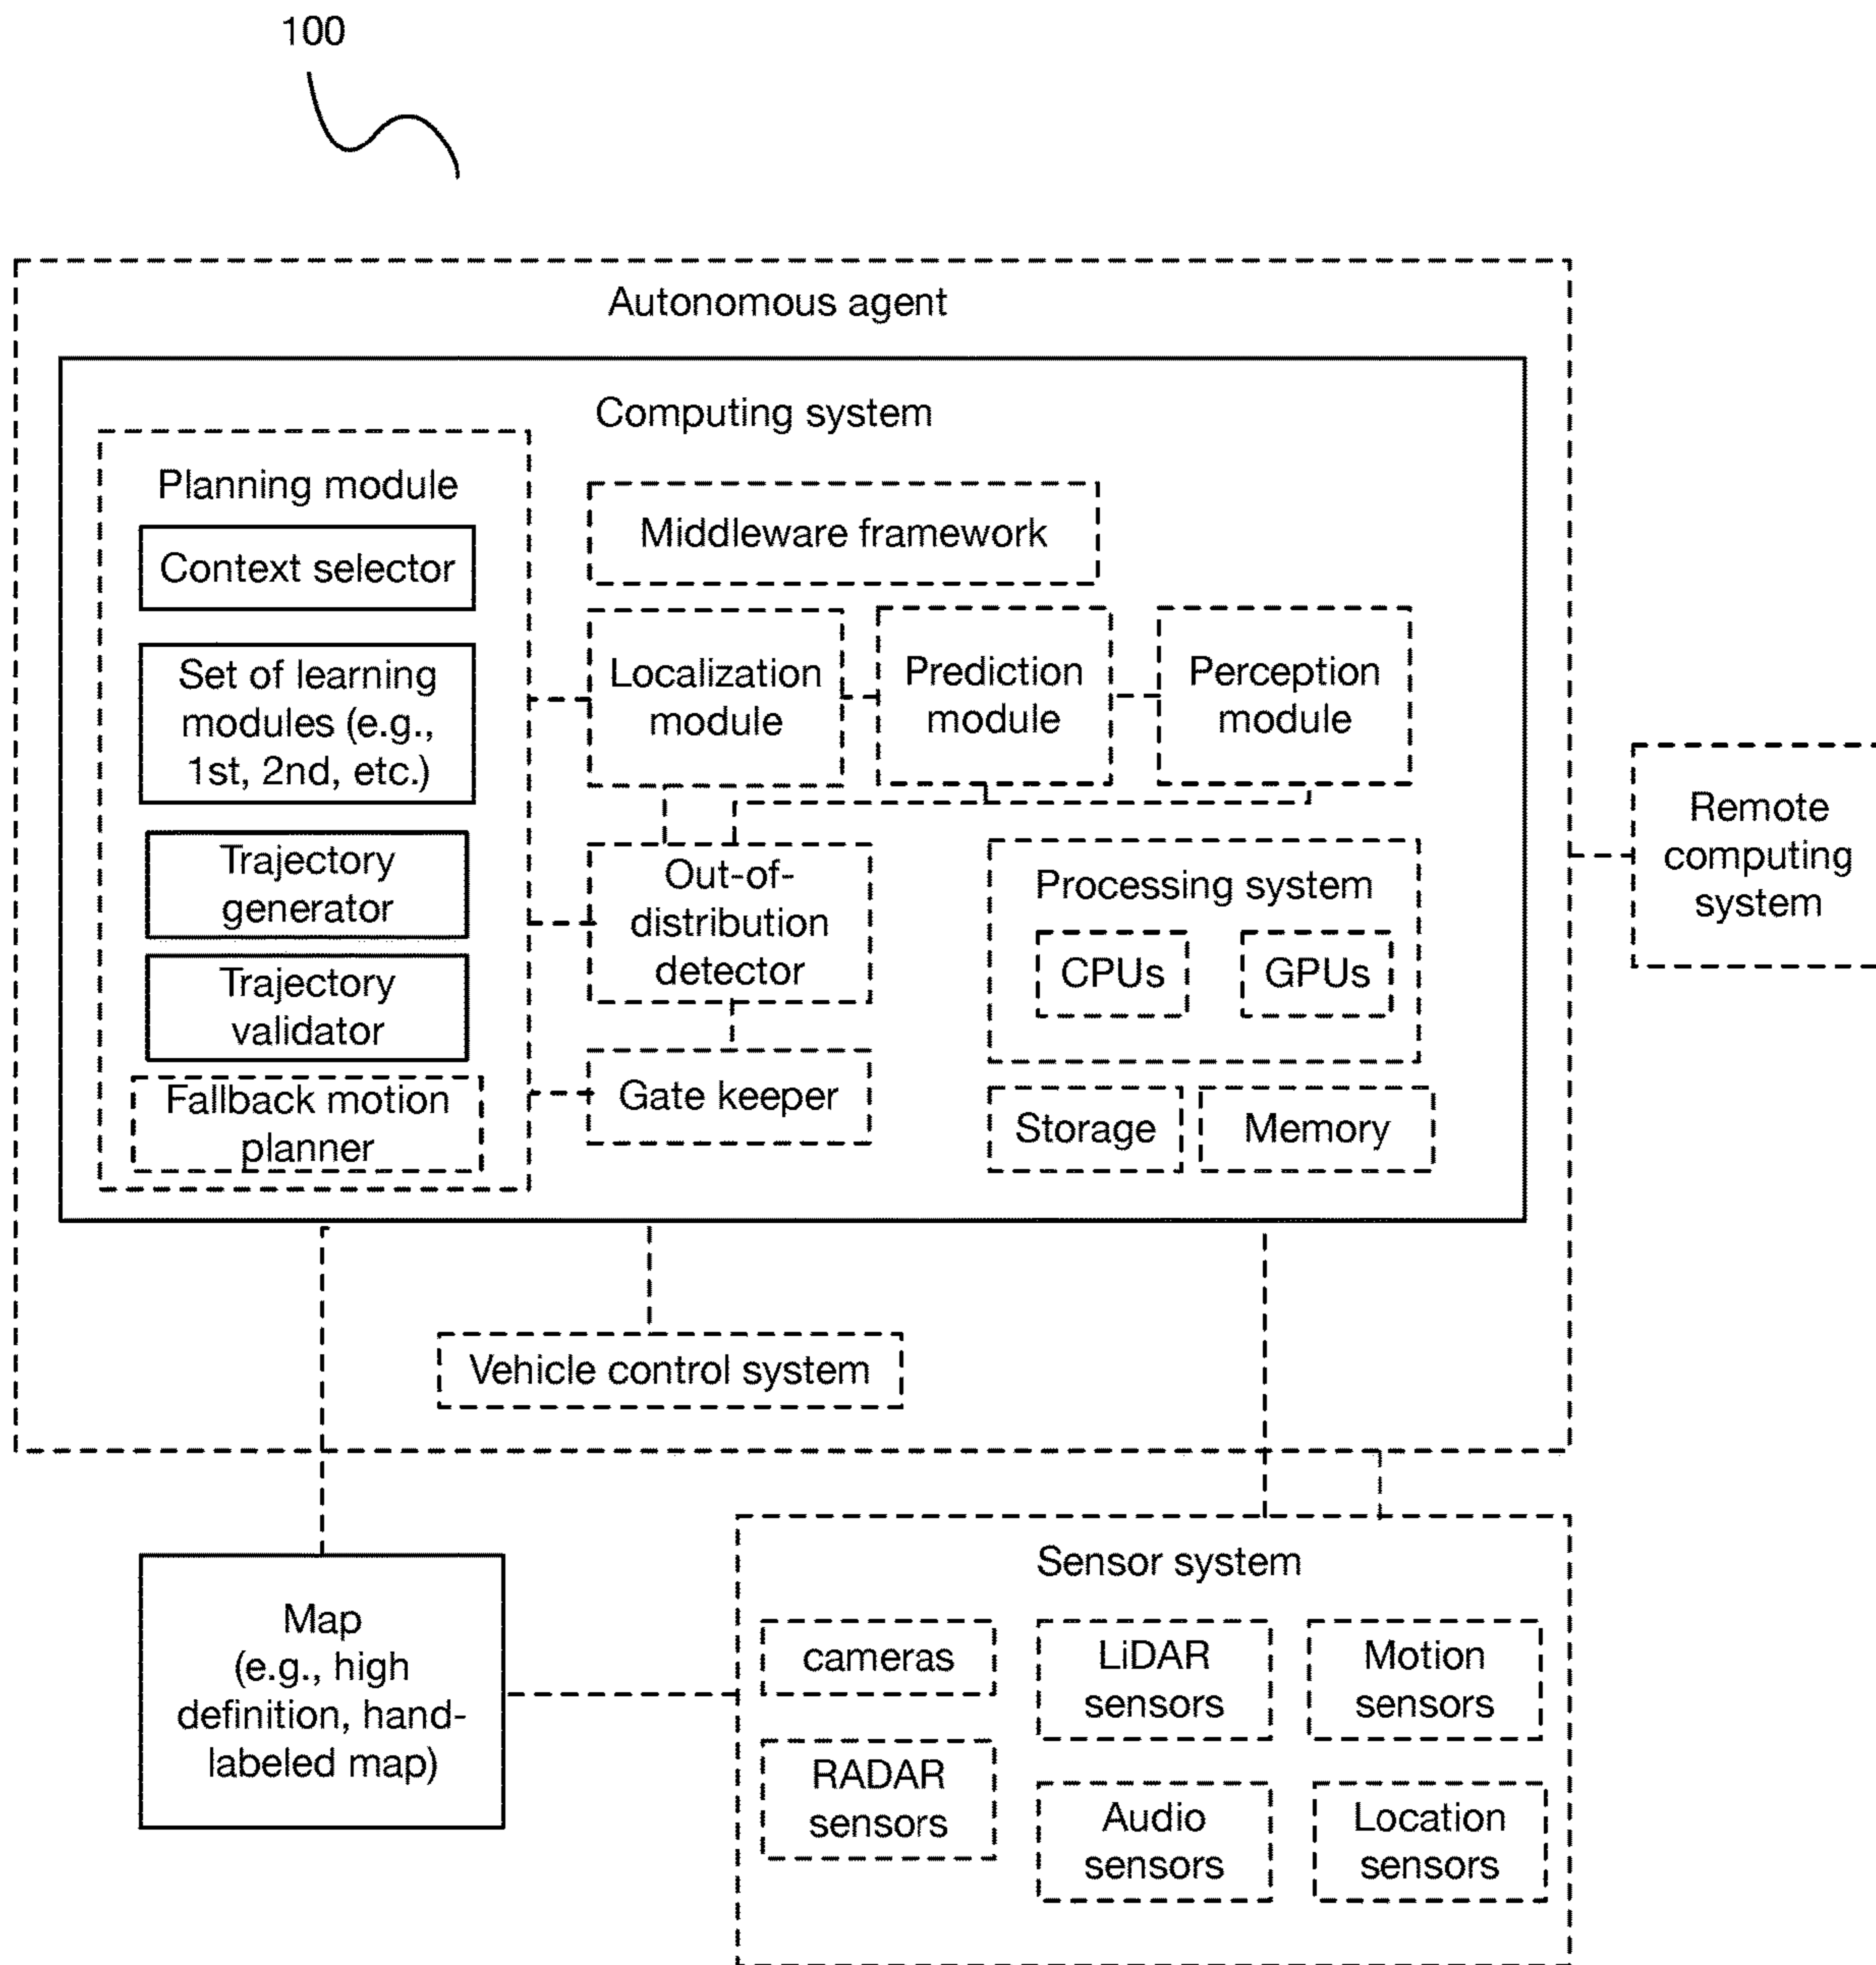 100
Autonomous agent
Computing system
Planning module
Context selector
Set of learning
modules (e.g.,
1st, 2nd, etc.)
Trajectory
generator
Trajectory
validator
Fallback motion
planner
Middleware framework
Localization
module
Prediction
module
Perception
module
Out-of-
distribution
detector
Gate keeper
Processing system
CPUs
GPUs
Storage
Memory
Remote
computing
system
Vehicle control system
Map
(e.g., high
definition, hand-
labeled map)
Sensor system
cameras
LiDAR
sensors
Motion
sensors
RADAR
sensors
Audio
sensors
Location
sensors